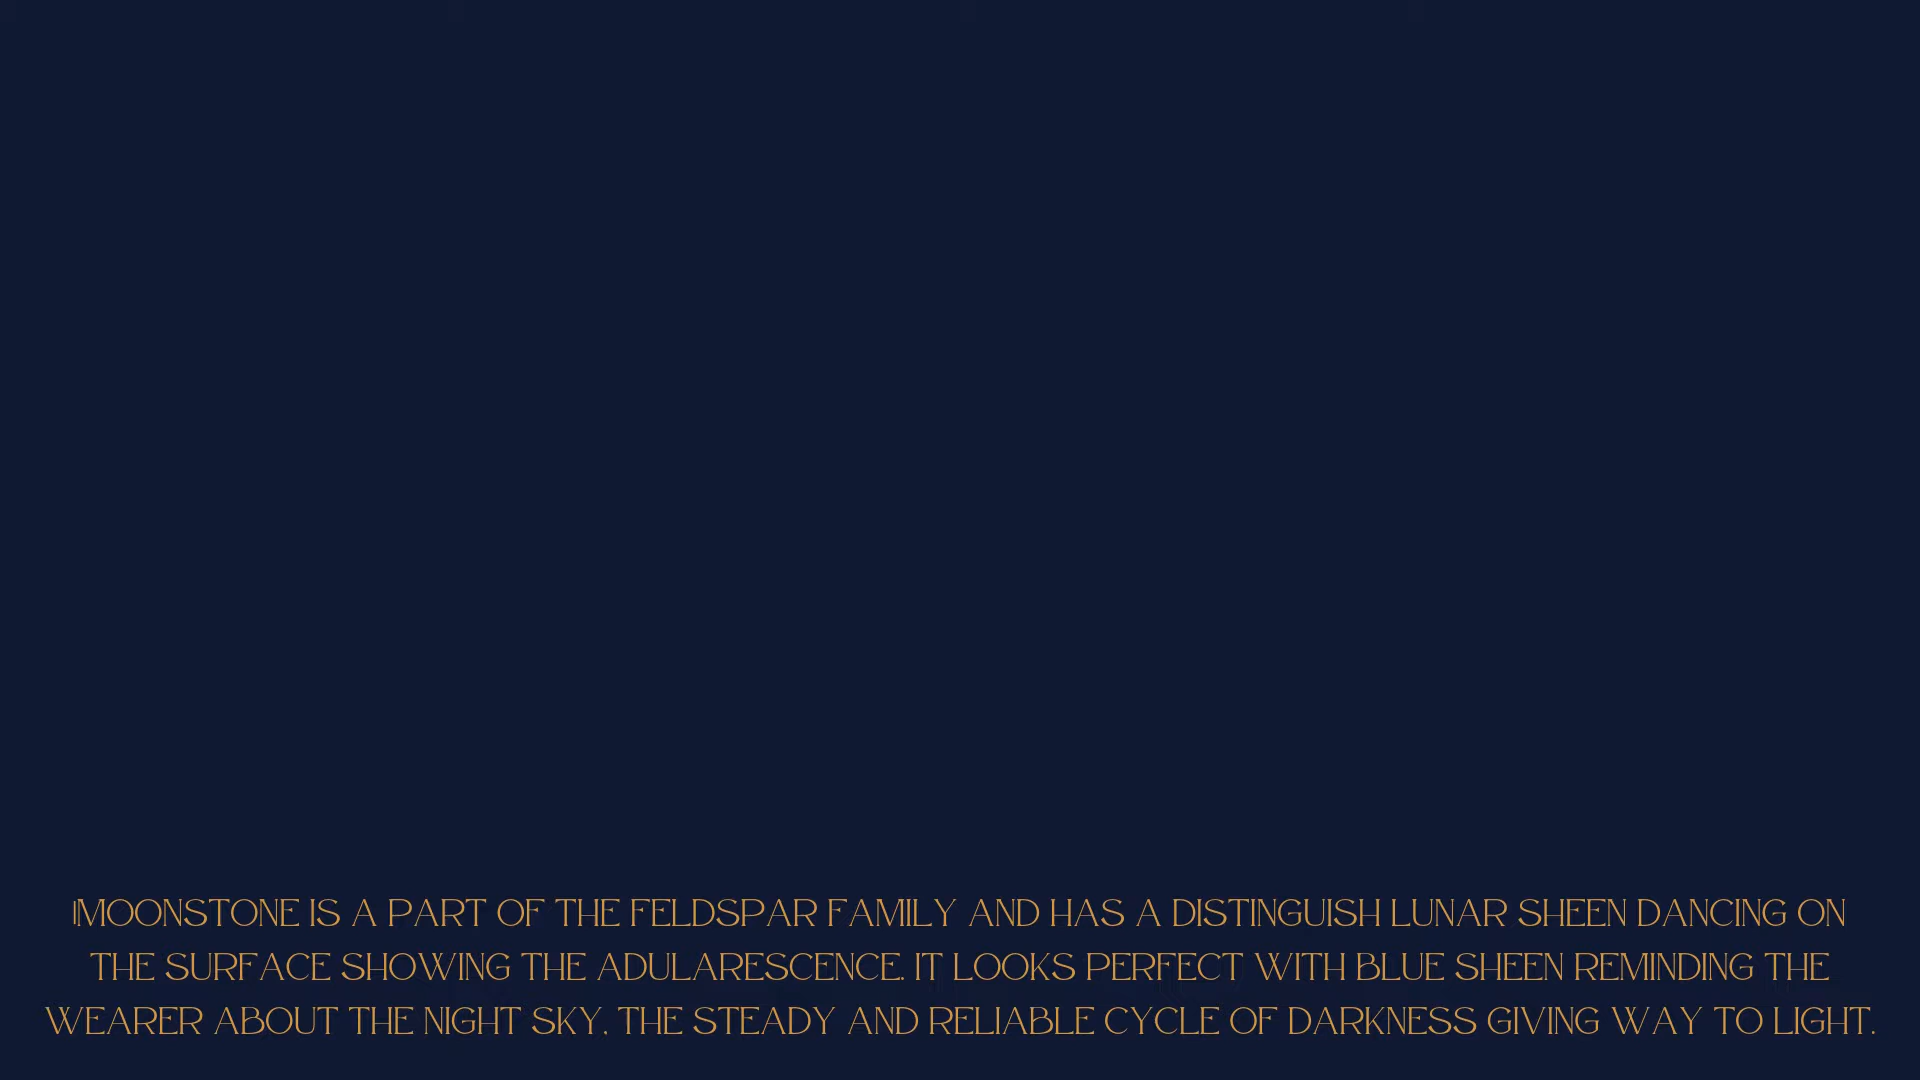 MOONSTONE IS A PART OF THE FELDSPAR FAMILY AND HAS A DISTINGUISH LUNAR SHEEN DANCING ON
THE SURFACE SHOWING THE ADULARESCENCE. IT LOOKS PERFECT WITH BLUE SHEEN REMINDING THE
WEARER ABOUT THE NIGHT SKY, THE STEADY AND RELIABLE CYCLE OF DARKNESS GIVING WAY TO LIGHT.